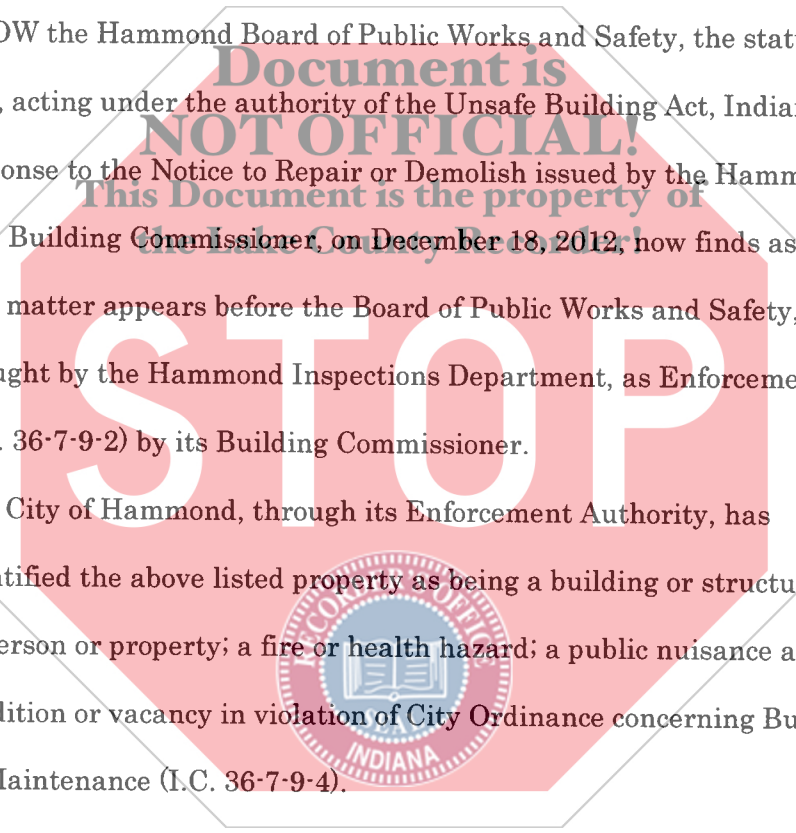 OW the Hammond Board of Public Works and Safety, the stat
Document is
, acting under the authority of the Unsafe Building Act, India
NOT OFFICIAL!
onse to the Notice to Repair or Demolish issued by the Hamm
This Document is the property of
Building Commissioner, on December 18, 2012, now finds as
the Lake County Recorder!
matter appears before the Board of Public Works and Safety,
STOP
ght by the Hammond Inspections Department, as Enforceme
. 36-7-9-2) by its Building Commissioner.
City of Hammond, through its Enforcement Authority, has
tified the above listed property as being a building or structu
RECORDER'S OFFICE
erson or property; a fire or health hazard; a public nuisance a
SEAL
dition or vacancy in violation of City Ordinance concerning Bu
INDIANA
Maintenance (I.C. 36-7-9-4).